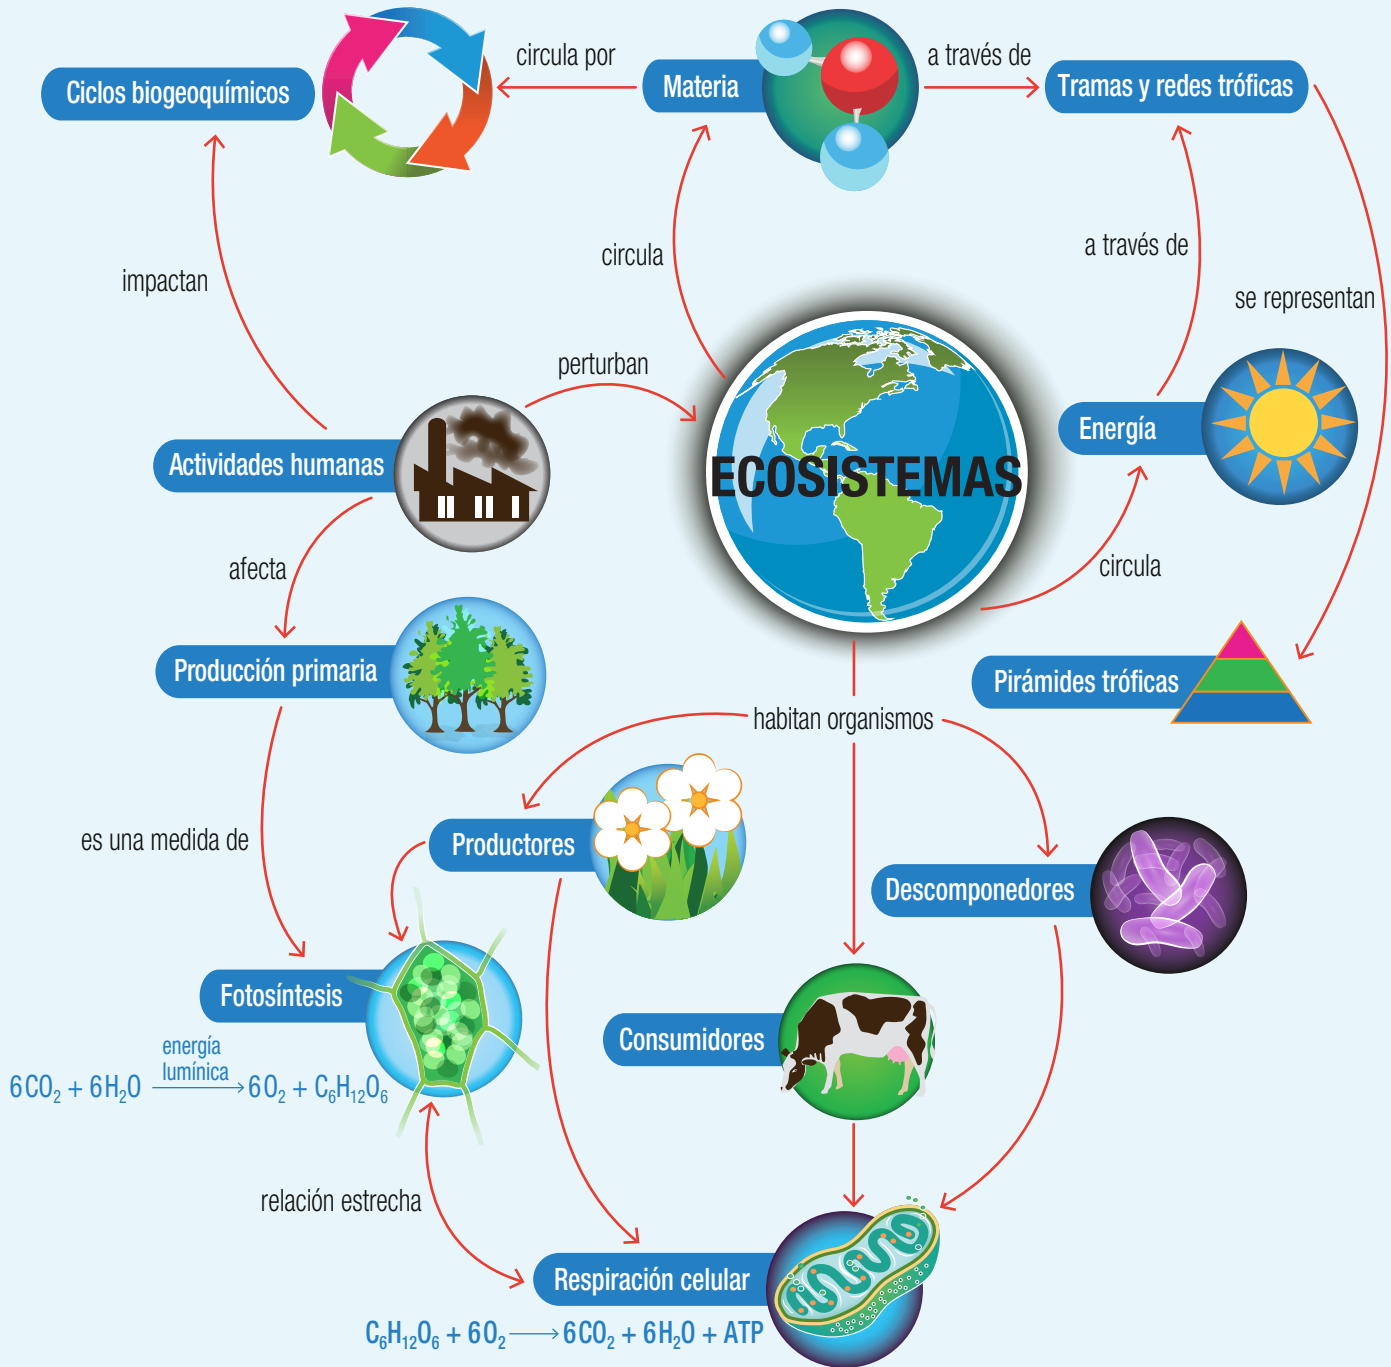 circula por
a través de
Ciclos biogeoquímicos
Materia
Tramas y redes tróficas
circula
a través de
impactan
se representan
perturban
Energía
Actividades humanas
ECOSISTEMAS
afecta
circula
Producción primaria
Pirámides tróficas
habitan organismos
es una medida de
Productores
Descomponedores
Fotosíntesis
Consumidores
energía
lumínica
6CO₂ + 6H₂O ⟶ 6O₂ + C₆H₁₂O₆
relación estrecha
Respiración celular
C₆H₁₂O₆ + 6O₂ ⟶ 6CO₂ + 6H₂O + ATP